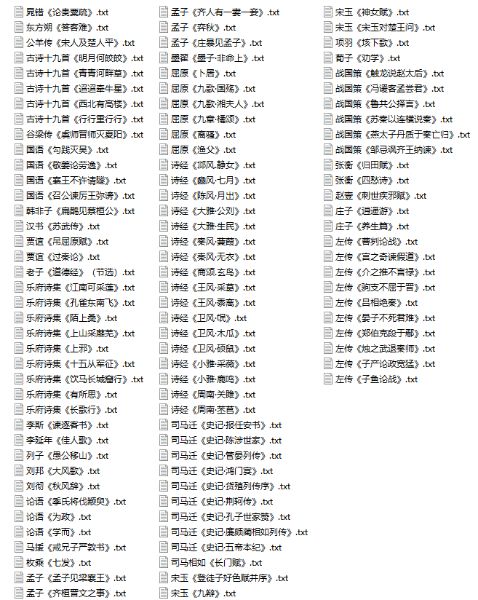 晁错《论贵粟疏》.txt
东方朔《答客难》.txt
公羊传《宋人及楚人平》.txt
古诗十九首《明月何皎皎》.txt
古诗十九首《青青河畔草》.txt
古诗十九首《迢迢牵牛星》.txt
古诗十九首《西北有高楼》.txt
古诗十九首《行行重行行》.txt
谷梁传《虞师晋师灭夏阳》.txt
国语《勾践灭吴》.txt
国语《敬姜论劳逸》.txt
国语《襄王不许请隧》.txt
国语《召公谏厉王弭谤》.txt
韩非子《扁鹊见蔡桓公》.txt
汉书《苏武传》.txt
贾谊《吊屈原赋》.txt
贾谊《过秦论》.txt
老子《道德经》（节选）.txt
乐府诗集《江南可采莲》.txt
乐府诗集《孔雀东南飞》.txt
乐府诗集《陌上桑》.txt
乐府诗集《上山采蘼芜》.txt
乐府诗集《上邪》.txt
乐府诗集《十五从军征》.txt
乐府诗集《饮马长城窟行》.txt
乐府诗集《有所思》.txt
乐府诗集《长歌行》.txt
李斯《谏逐客书》.txt
李延年《佳人歌》.txt
列子《愚公移山》.txt
刘邦《大风歌》.txt
刘彻《秋风辞》.txt
论语《季氏将伐颛臾》.txt
论语《为政》.txt
论语《学而》.txt
马援《诫兄子严敦书》.txt
枚乘《七发》.txt
孟子《孟子见梁襄王》.txt
孟子《齐桓晋文之事》.txt
孟子《齐人有一妻一妾》.txt
孟子《弈秋》.txt
孟子《庄暴见孟子》.txt
墨翟《墨子·非命上》.txt
屈原《卜居》.txt
屈原《九歌·国殇》.txt
屈原《九歌·湘夫人》.txt
屈原《九章·橘颂》.txt
屈原《离骚》.txt
屈原《渔父》.txt
诗经《邶风·静女》.txt
诗经《豳风·七月》.txt
诗经《陈风·月出》.txt
诗经《大雅·公刘》.txt
诗经《大雅·生民》.txt
诗经《秦风·蒹葭》.txt
诗经《秦风·无衣》.txt
诗经《商颂·玄鸟》.txt
诗经《王风·采葛》.txt
诗经《王风·黍离》.txt
诗经《卫风·氓》.txt
诗经《卫风·木瓜》.txt
诗经《卫风·硕鼠》.txt
诗经《小雅·采薇》.txt
诗经《小雅·鹿鸣》.txt
诗经《周南·关雎》.txt
诗经《周南·芣苢》.txt
司马迁《史记·报任安书》.txt
司马迁《史记·陈涉世家》.txt
司马迁《史记·管晏列传》.txt
司马迁《史记·鸿门宴》.txt
司马迁《史记·货殖列传序》.txt
司马迁《史记·荆轲传》.txt
司马迁《史记·孔子世家赞》.txt
司马迁《史记·廉颇蔺相如列传》.txt
司马迁《史记·五帝本纪》.txt
司马相如《长门赋》.txt
宋玉《登徒子好色赋并序》.txt
宋玉《九辩》.txt
宋玉《神女赋》.txt
宋玉《宋玉对楚王问》.txt
项羽《垓下歌》.txt
荀子《劝学》.txt
战国策《触龙说赵太后》.txt
战国策《冯谖客孟尝君》.txt
战国策《鲁共公择言》.txt
战国策《苏秦以连横说秦》.txt
战国策《燕太子丹质于秦亡归》.txt
战国策《邹忌讽齐王纳谏》.txt
张衡《归田赋》.txt
张衡《四愁诗》.txt
赵壹《刺世疾邪赋》.txt
庄子《逍遥游》.txt
庄子《养生篇》.txt
左传《曹刿论战》.txt
左传《宫之奇谏假道》.txt
左传《介之推不言禄》.txt
左传《驹支不屈于晋》.txt
左传《吕相绝秦》.txt
左传《晏子不死君难》.txt
左传《郑伯克段于鄢》.txt
左传《烛之武退秦师》.txt
左传《子产论政宽猛》.txt
左传《子鱼论战》.txt